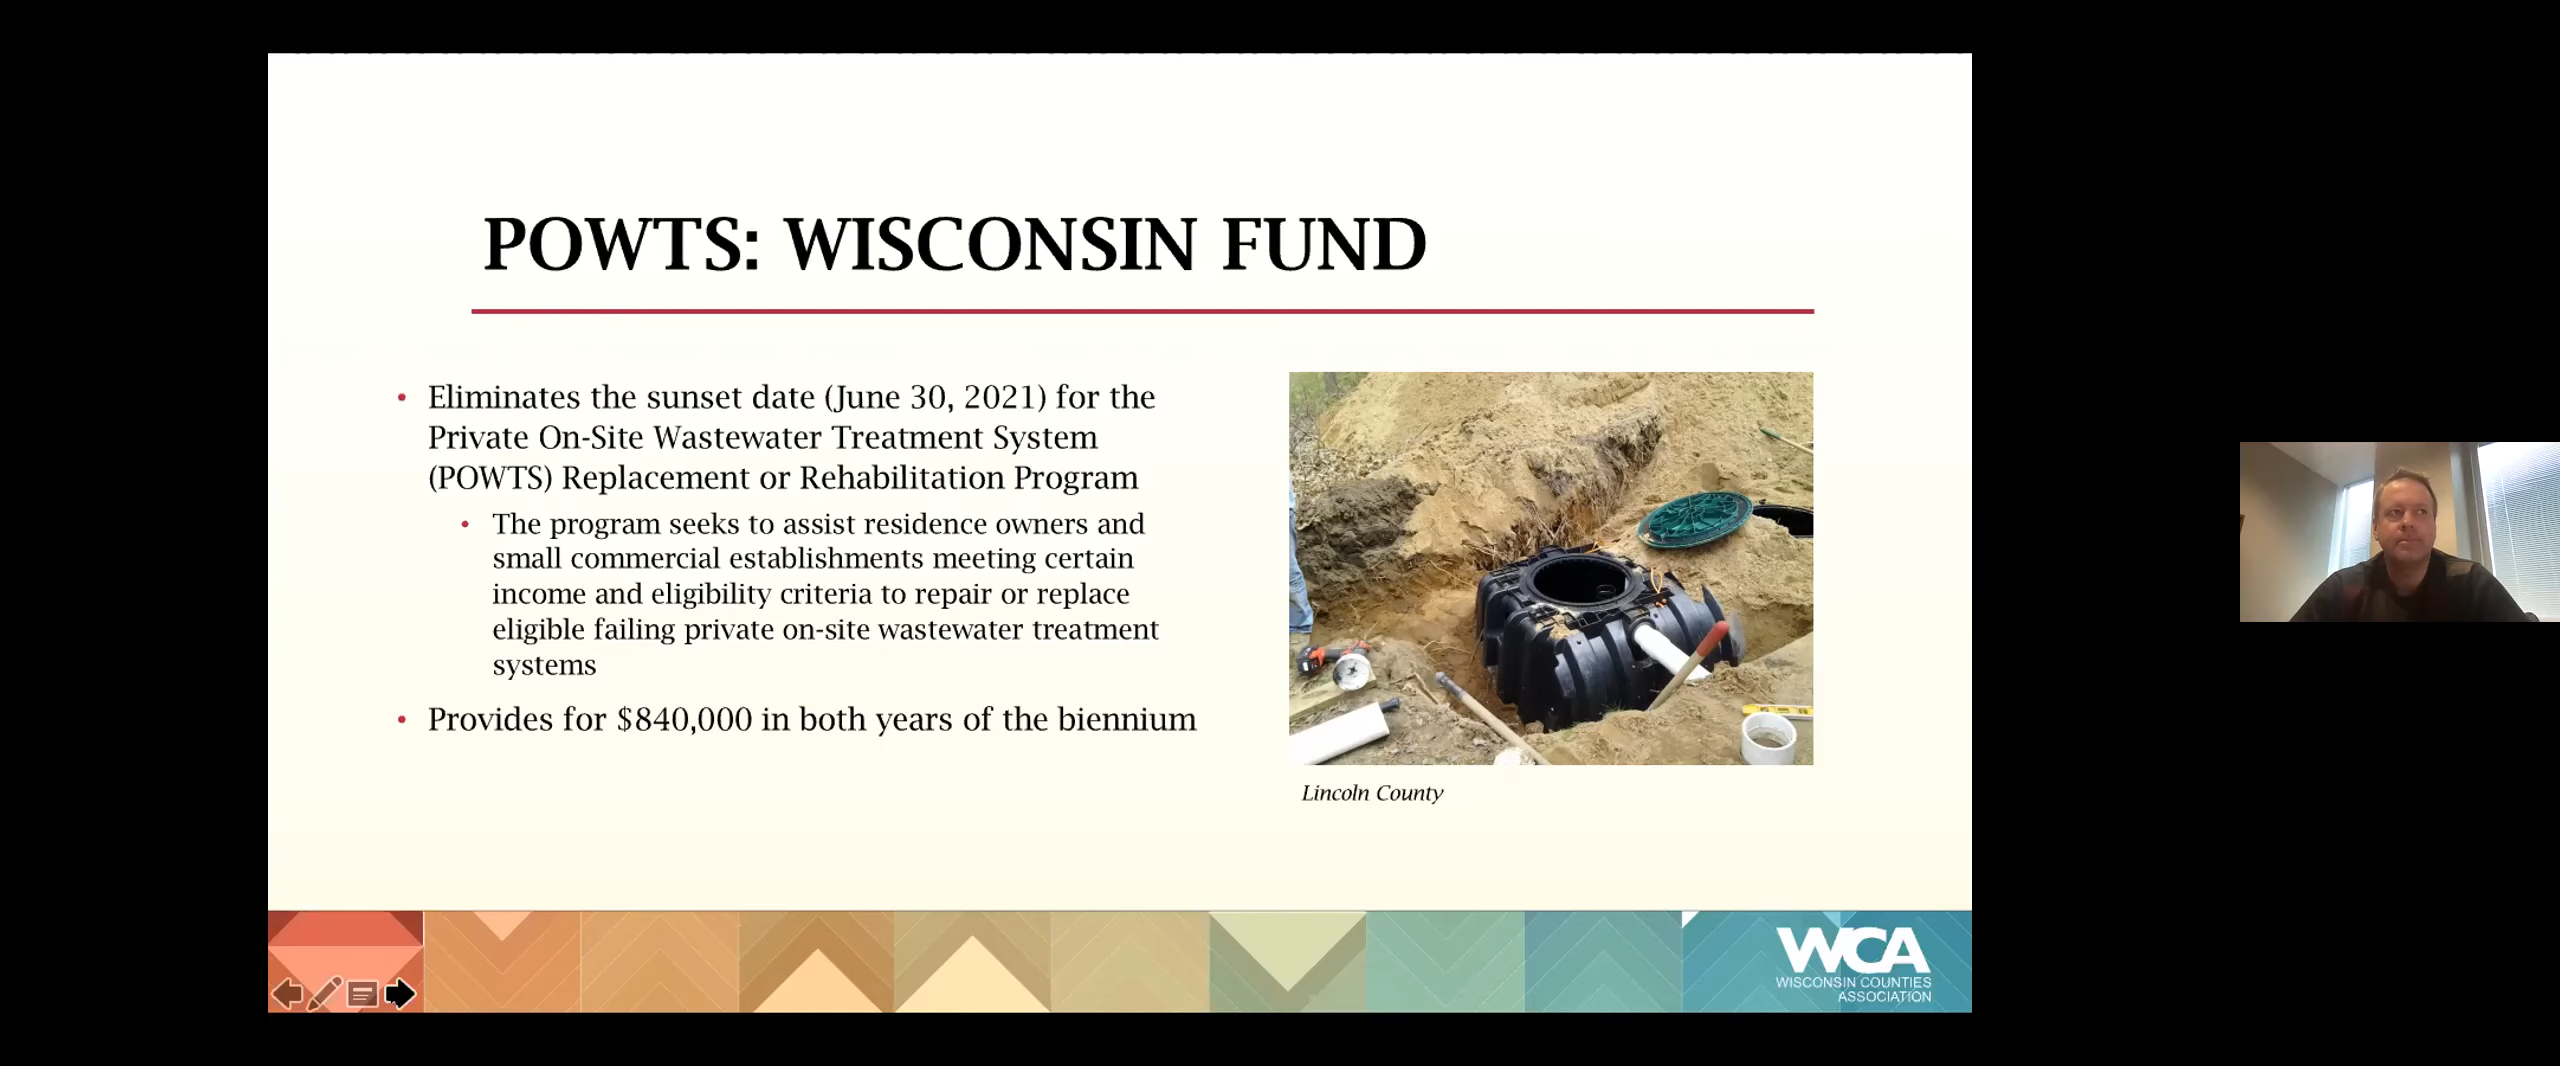 POWTS: WISCONSIN FUND
• Eliminates the sunset date (June 30, 2021) for the
Private On-Site Wastewater Treatment System
(POWTS) Replacement or Rehabilitation Program
• The program seeks to assist residence owners and
small commercial establishments meeting certain
income and eligibility criteria to repair or replace
eligible failing private on-site wastewater treatment
systems
• Provides for $840,000 in both years of the biennium
Lincoln County
WCA
WISCONSIN COUNTIES
ASSOCIATION